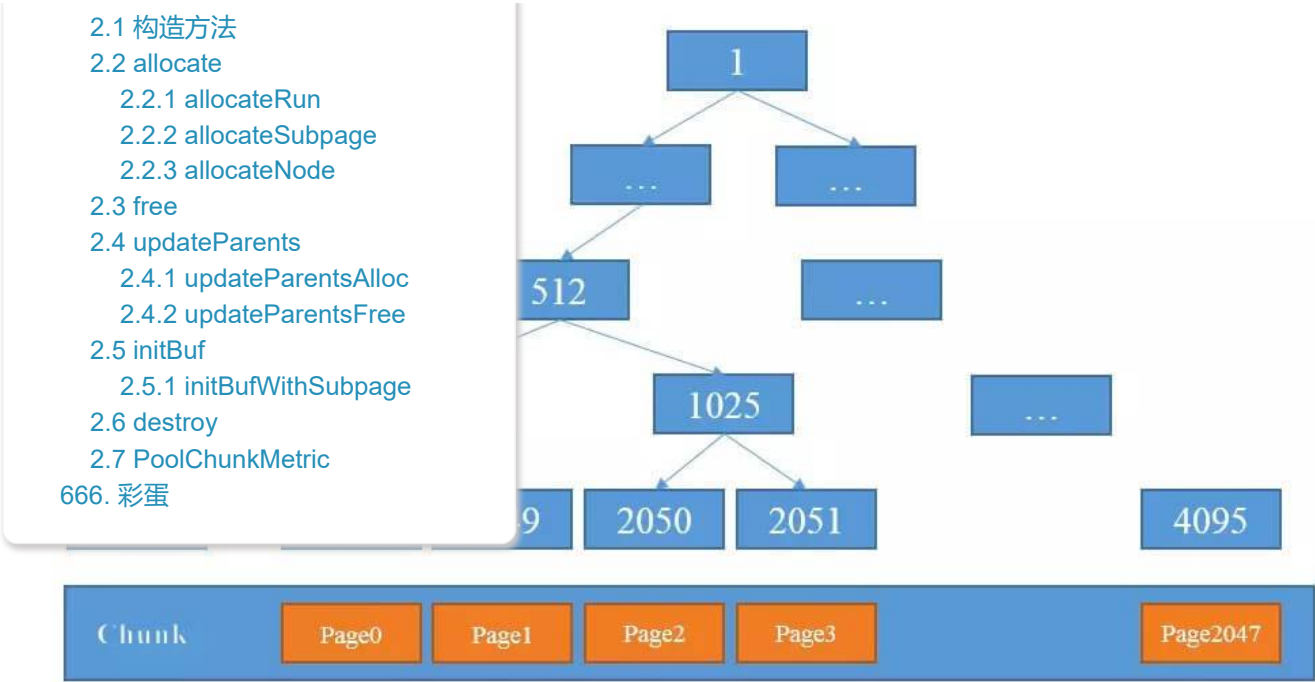 2.1 构造方法
2.2 allocate
2.2.1 allocateRun
2.2.2 allocateSubpage
2.2.3 allocateNode
2.3 free
2.4 updateParents
2.4.1 updateParentsAlloc
2.4.2 updateParentsFree
2.5 initBuf
2.5.1 initBufWithSubpage
2.6 destroy
2.7 PoolChunkMetric
666. 彩蛋
1
... ...
512 ...
1025 ...
9 2050 2051 4095
Chunk Page0 Page1 Page2 Page3 Page2047